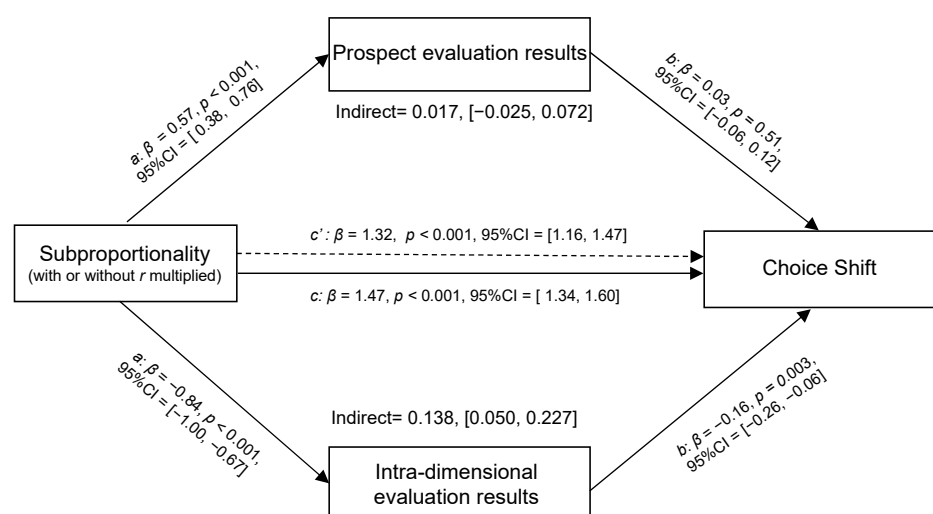 Prospect evaluation results
Indirect= 0.017, [−0.025, 0.072]
a: β = 0.57, p < 0.001,
95%CI = [ 0.38,  0.76]
b: β = 0.03, p = 0.51,
95%CI = [−0.06, 0.12]
Subproportionality
(with or without r multiplied)
c’ : β = 1.32,  p < 0.001, 95%CI = [1.16, 1.47]
c: β = 1.47, p < 0.001, 95%CI = [ 1.34, 1.60]
Choice Shift
a: β = −0.84, p < 0.001,
95%CI = [−1.00, −0.67]
b: β = −0.16, p = 0.003,
95%CI = [−0.26, −0.06]
Indirect= 0.138, [0.050, 0.227]
Intra-dimensional
evaluation results